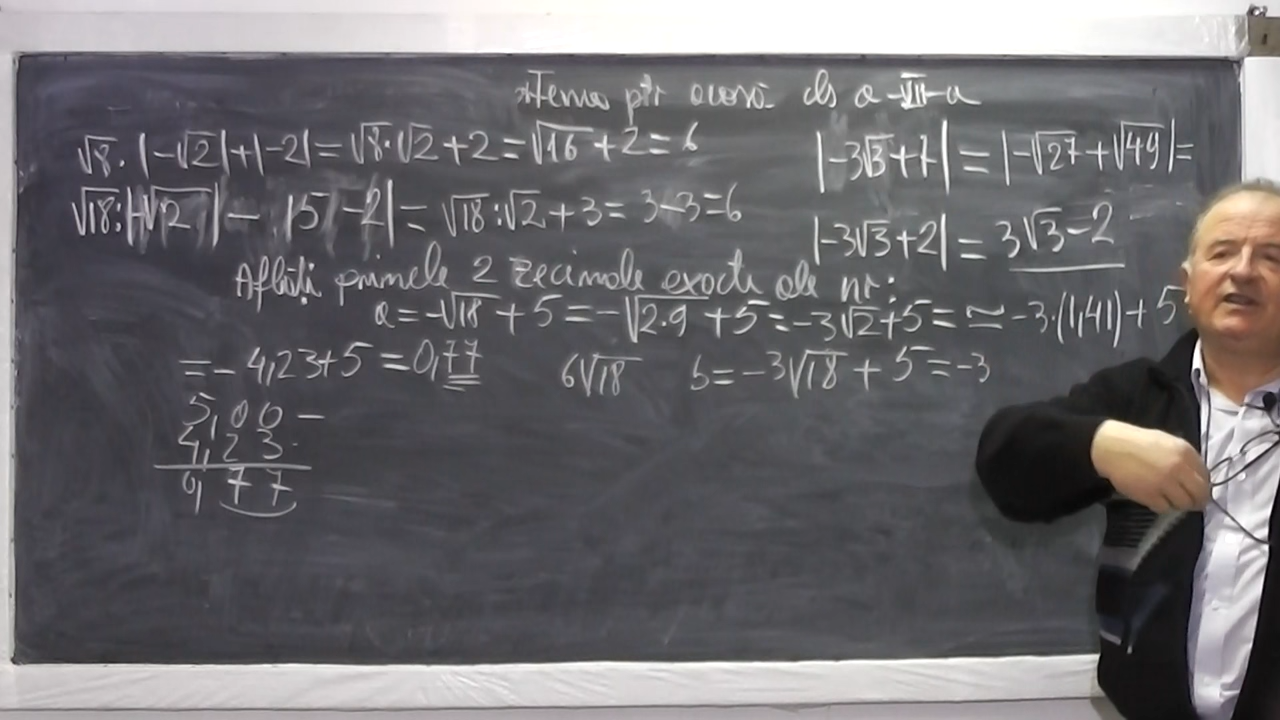 Tema ptr acasă cls a-VII-a
√8·|-√2|+|-2|=√8·√2+2=√16+2=6
|-3√3+7|=|-√27+√49|=
√18:|-√2|-|5-2|=√18:√2+3=3-3=6
|-3√3+2|=3√3-2
Aflați primele 2 zecimale exacte ale nr:
a=-√18+5=-√2·9+5=-3√2+5=≃-3·(1,41)+5
=-4,23+5=0,77
6√18
b=-3√18+5=-3
5,00-
4,23
0,77